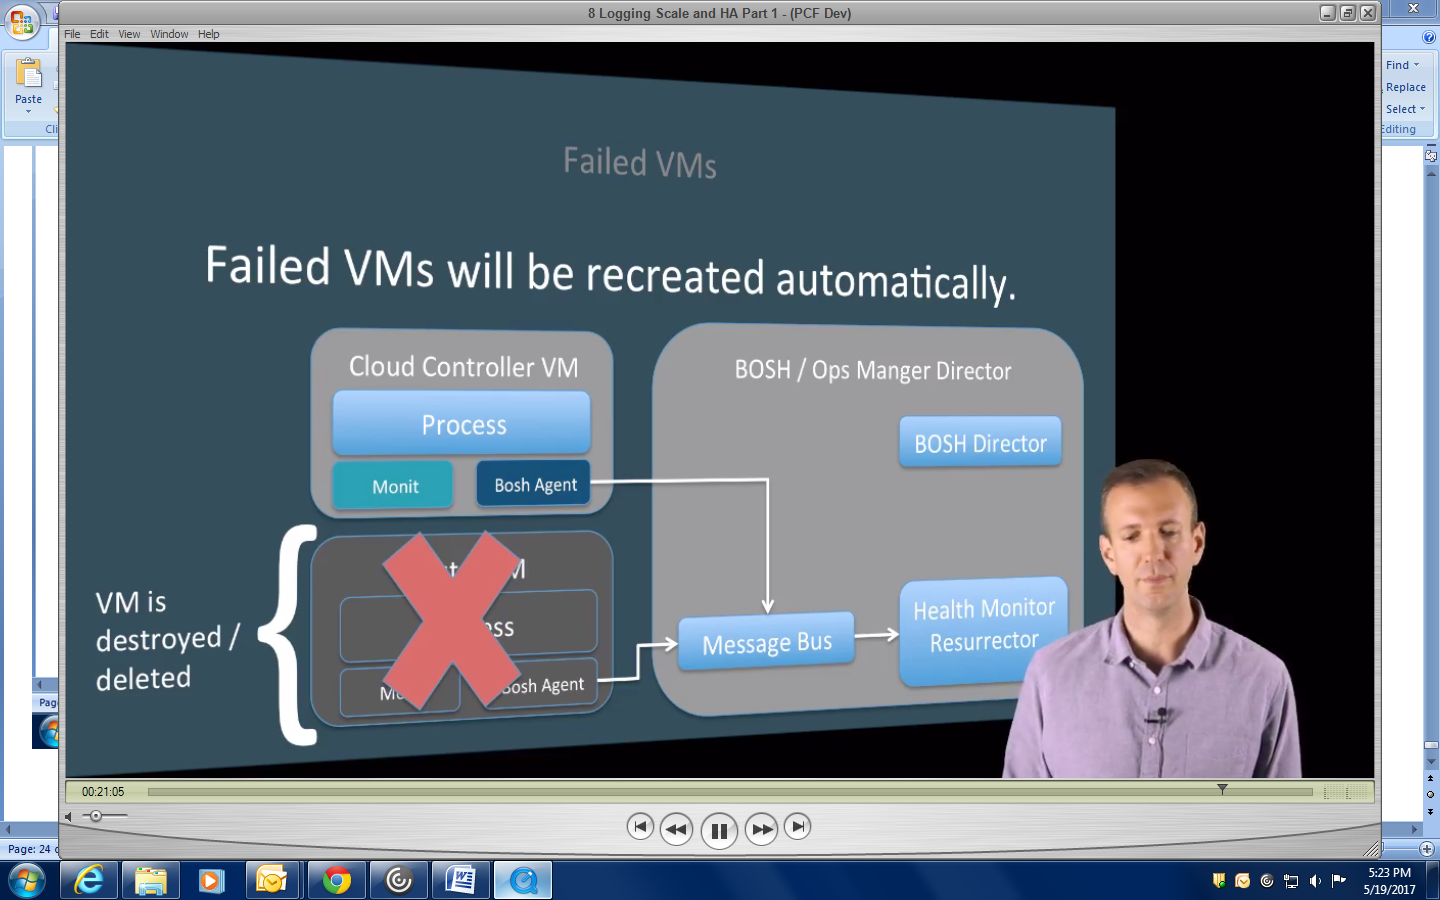 8 Logging Scale and HA Part 1 - (PCF Dev)
File Edit View Window Help
Paste
Find
Replace
Select
Editing
Failed VMs
Failed VMs will be recreated automatically.
Cloud Controller VM
Process
Monit
Bosh Agent
BOSH / Ops Manger Director
BOSH Director
Message Bus
Health Monitor
Resurrector
Bosh Agent
VM is
destroyed /
deleted
00:21:05
Page: 24
5:23 PM
5/19/2017